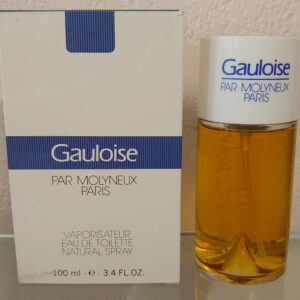 Gauloise
PAR MOLYNEUX
PARIS
VAPORISATEUR
EAU DE TOILETTE
NATURAL SPRAY
100 ml - e - 3.4 FL.OZ.
Gauloise
PAR MOLYNEUX
PARIS